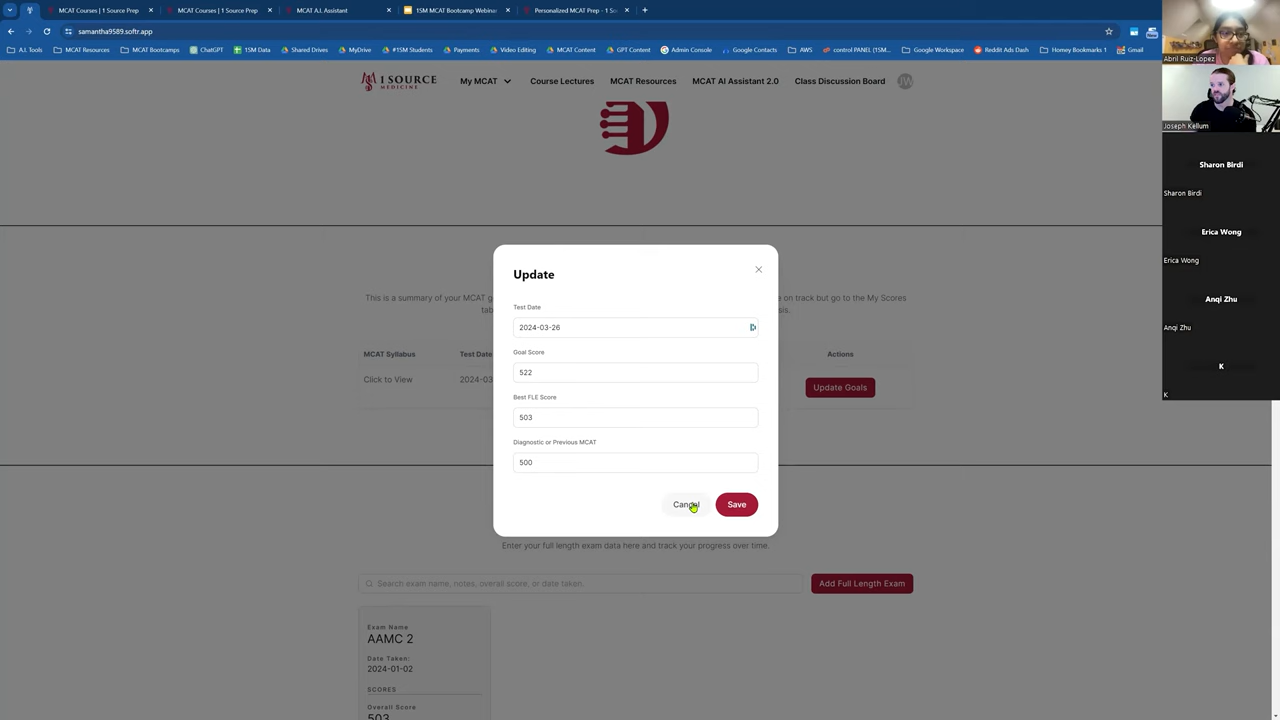 MCAT Courses | 1 Source Prep
MCAT Courses | 1 Source Prep
MCAT A.I. Assistant
1SM MCAT Bootcamp Webinar
Personalized MCAT Prep - 1 So
samantha9589.softr.app
A.I. Tools
MCAT Resources
MCAT Bootcamps
ChatGPT
1SM Data
Shared Drives
MyDrive
#1SM Students
Payments
Video Editing
MCAT Content
GPT Content
Admin Console
Google Contacts
AWS
control PANEL (1SM...
Google Workspace
Reddit Ads Dash
Homey Bookmarks 1
Gmail
1 SOURCE
MEDICINE
My MCAT
Course Lectures
MCAT Resources
MCAT AI Assistant 2.0
Class Discussion Board
JW
This is a summary of your MCAT g
e on track but go to the My Scores
tab
sis.
MCAT Syllabus
Test Date
Actions
Click to View
2024-03
Update Goals
Update
Test Date
2024-03-26
Goal Score
522
Best FLE Score
503
Diagnostic or Previous MCAT
500
Cancel
Save
Enter your full length exam data here and track your progress over time.
Search exam name, notes, overall score, or date taken.
Add Full Length Exam
Exam Name
AAMC 2
Date Taken:
2024-01-02
SCORES
Overall Score
503
Abril Ruiz-Lopez
Joseph Kellum
Sharon Birdi
Sharon Birdi
Erica Wong
Erica Wong
Anqi Zhu
Anqi Zhu
K
K